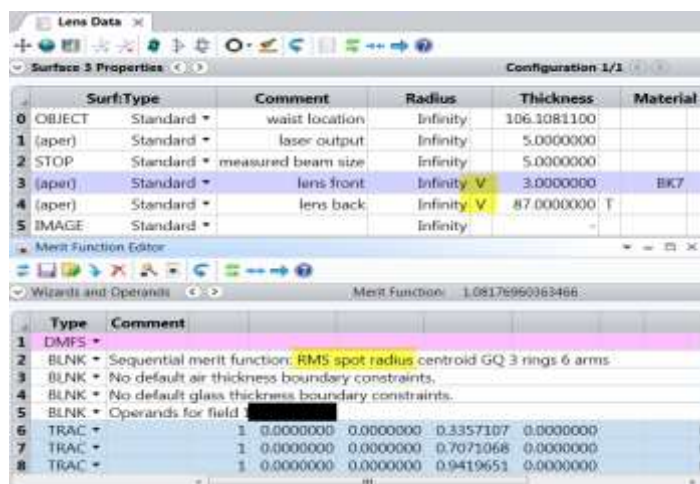 Lens Data
Surface 3 Properties Configuration 1/1
Surf:Type Comment Radius Thickness Material
0 OBJECT Standard waist location Infinity 106.1081100
1 (aper) Standard laser output Infinity 5.0000000
2 STOP Standard measured beam size Infinity 5.0000000
3 (aper) Standard lens front Infinity V 3.0000000 BK7
4 (aper) Standard lens back Infinity V 87.0000000 T
5 IMAGE Standard Infinity -
Merit Function Editor
Wizards and Operands Merit Function: 1.08176960363466
Type Comment
1 DMFS
2 BLNK Sequential merit function: RMS spot radius centroid GQ 3 rings 6 arms
3 BLNK No default air thickness boundary constraints.
4 BLNK No default glass thickness boundary constraints.
5 BLNK Operands for field
6 TRAC 1 0.0000000 0.0000000 0.3357107 0.0000000
7 TRAC 1 0.0000000 0.0000000 0.7071068 0.0000000
8 TRAC 1 0.0000000 0.0000000 0.9419651 0.0000000